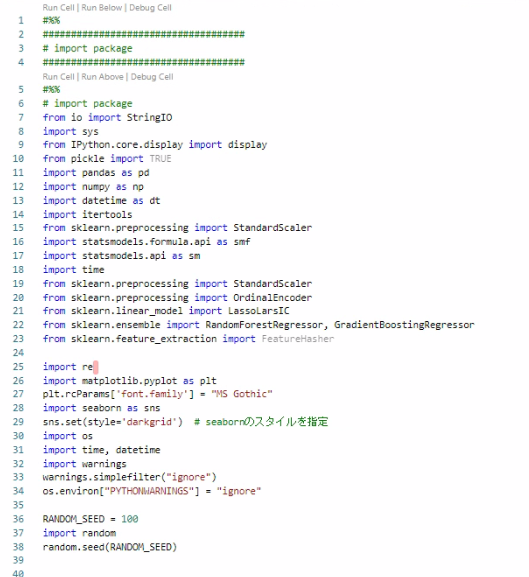 Run Cell | Run Below | Debug Cell
1 #%%
2 ####################################
3 # import package
4 ####################################
Run Cell | Run Above | Debug Cell
5 #%%
6 # import package
7 from io import StringIO
8 import sys
9 from IPython.core.display import display
10 from pickle import TRUE
11 import pandas as pd
12 import numpy as np
13 import datetime as dt
14 import itertools
15 from sklearn.preprocessing import StandardScaler
16 import statsmodels.formula.api as smf
17 import statsmodels.api as sm
18 import time
19 from sklearn.preprocessing import StandardScaler
20 from sklearn.preprocessing import OrdinalEncoder
21 from sklearn.linear_model import LassoLarsIC
22 from sklearn.ensemble import RandomForestRegressor, GradientBoostingRegressor
23 from sklearn.feature_extraction import FeatureHasher
24
25 import re
26 import matplotlib.pyplot as plt
27 plt.rcParams['font.family'] = "MS Gothic"
28 import seaborn as sns
29 sns.set(style='darkgrid')  # seabornのスタイルを指定
30 import os
31 import time, datetime
32 import warnings
33 warnings.simplefilter("ignore")
34 os.environ["PYTHONWARNINGS"] = "ignore"
35
36 RANDOM_SEED = 100
37 import random
38 random.seed(RANDOM_SEED)
39
40